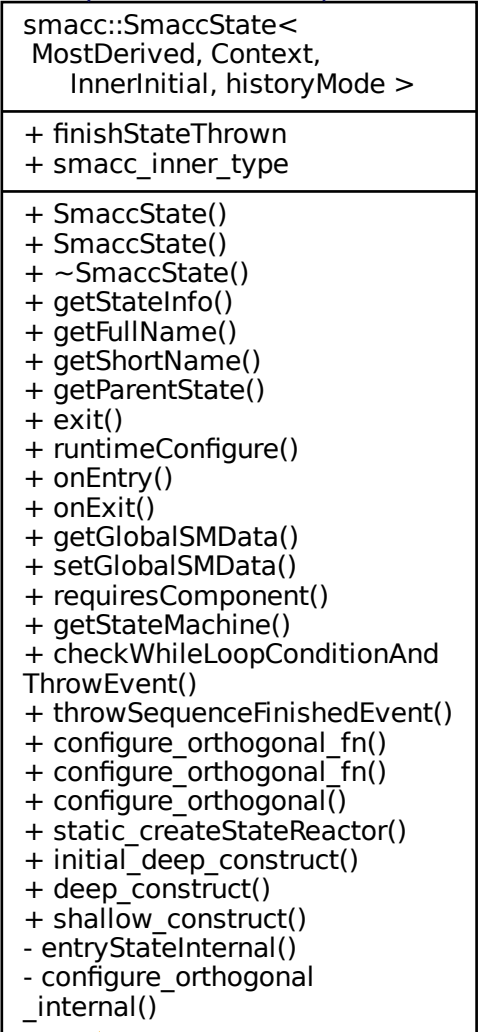 smacc::SmaccState<
MostDerived, Context,
InnerInitial, historyMode >
+ finishStateThrown
+ smacc_inner_type
+ SmaccState()
+ SmaccState()
+ ~SmaccState()
+ getStateInfo()
+ getFullName()
+ getShortName()
+ getParentState()
+ exit()
+ runtimeConfigure()
+ onEntry()
+ onExit()
+ getGlobalSMData()
+ setGlobalSMData()
+ requiresComponent()
+ getStateMachine()
+ checkWhileLoopConditionAnd
ThrowEvent()
+ throwSequenceFinishedEvent()
+ configure_orthogonal_fn()
+ configure_orthogonal_fn()
+ configure_orthogonal()
+ static_createStateReactor()
+ initial_deep_construct()
+ deep_construct()
+ shallow_construct()
- entryStateInternal()
- configure_orthogonal
_internal()